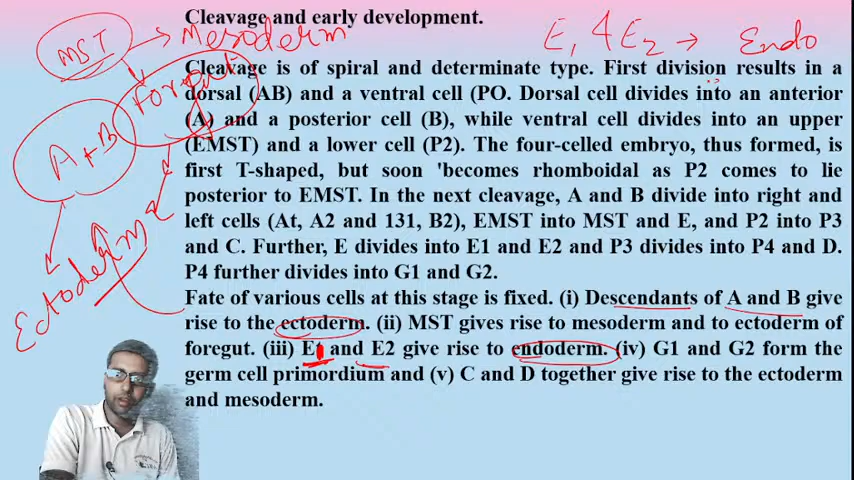 Cleavage and early development.
MST → Mesoderm
E, 4 E2 → Endo
Foregut
A + B
Ectoderm
Cleavage is of spiral and determinate type. First division results in a
dorsal (AB) and a ventral cell (PO. Dorsal cell divides into an anterior
(A) and a posterior cell (B), while ventral cell divides into an upper
(EMST) and a lower cell (P2). The four-celled embryo, thus formed, is
first T-shaped, but soon 'becomes rhomboidal as P2 comes to lie
posterior to EMST. In the next cleavage, A and B divide into right and
left cells (At, A2 and 131, B2), EMST into MST and E, and P2 into P3
and C. Further, E divides into E1 and E2 and P3 divides into P4 and D.
P4 further divides into G1 and G2.
Fate of various cells at this stage is fixed. (i) Descendants of A and B give
rise to the ectoderm. (ii) MST gives rise to mesoderm and to ectoderm of
foregut. (iii) E1 and E2 give rise to endoderm. (iv) G1 and G2 form the
germ cell primordium and (v) C and D together give rise to the ectoderm
and mesoderm.